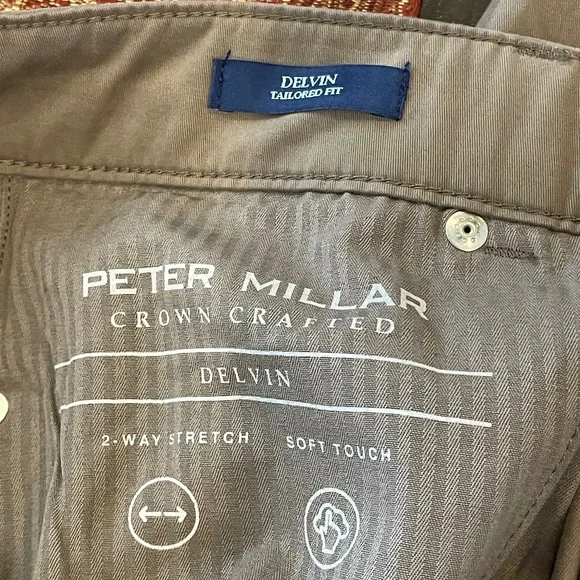 DELVIN
TAILORED FIT
PETER MILLAR
CROWN CRAFTED
DELVIN
2-WAY STRETCH SOFT TOUCH